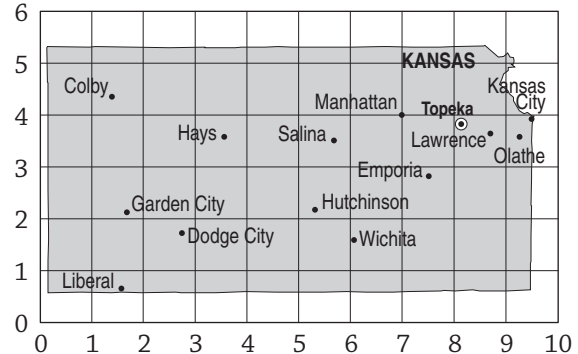 6
5
4
3
2
1
0
0 1 2 3 4 5 6 7 8 9 10
KANSAS
Colby
Kansas
City
Manhattan
Topeka
Hays
Salina
Lawrence
Olathe
Emporia
Garden City
Hutchinson
Dodge City
Wichita
Liberal